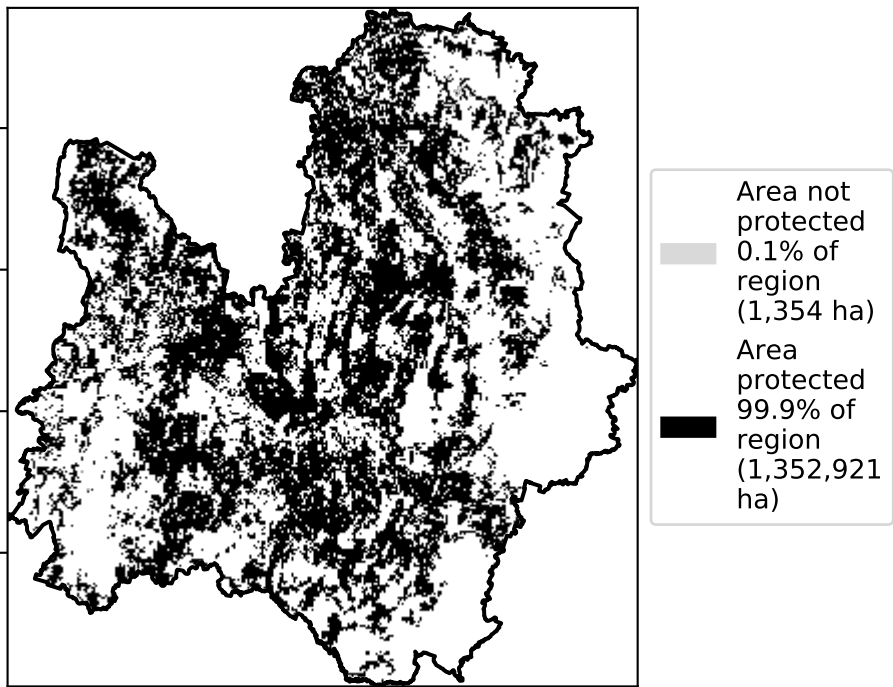 Area not
protected
0.1% of
region
(1,354 ha)
Area
protected
99.9% of
region
(1,352,921
ha)